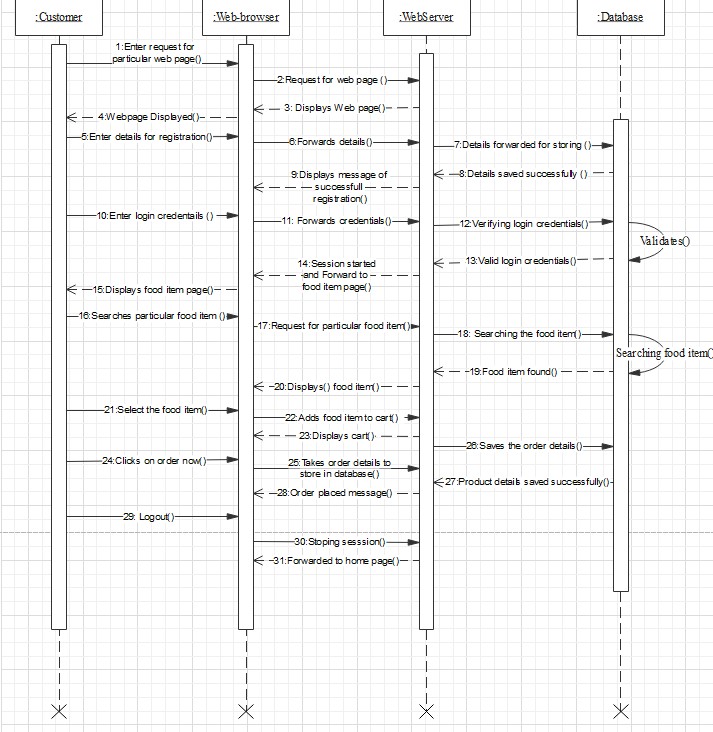 :Customer
:Web-browser
:WebServer
:Database
1:Enter request for
particular web page()
2:Request for web page ()
3: Displays Web page()
4:Webpage Displayed()
5:Enter details for registration()
6:Forwards details()
7:Details forwarded for storing ()
8:Details saved successfuly ()
9:Displays message of
successfull
registration()
10:Enter login credentails ()
11: Forwards credentials()
12:Verifying login credentials()
Validates()
13:Valid login credentials()
14:Session started
and Forward to
food item page()
15:Displays food item page()
16:Searches particular food item ()
17:Request for particular food item()
18: Searching the food item()
Searching food item()
19:Food item found()
20:Displays() food item()
21:Select the food item()
22:Adds food item to cart()
23:Displays cart()
24:Clicks on order now()
25:Takes order details to
store in database()
26:Saves the order details()
27:Product details saved successfully()
28:Order placed message()
29: Logout()
30:Stoping sesssion()
31:Forwarded to home page()